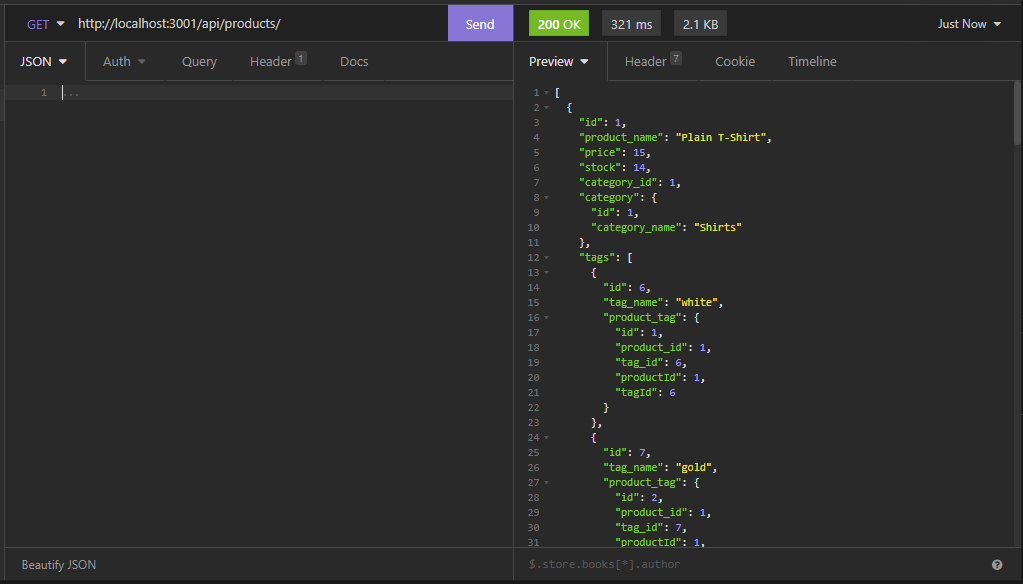 GET http://localhost:3001/api/products/ Send 200 OK 321 ms 2.1 KB Just Now
JSON Auth Query Header 1 Docs Preview Header 7 Cookie Timeline
1 ...
1 [
2 {
3 "id": 1,
4 "product_name": "Plain T-Shirt",
5 "price": 15,
6 "stock": 14,
7 "category_id": 1,
8 "category": {
9 "id": 1,
10 "category_name": "Shirts"
11 },
12 "tags": [
13 {
14 "id": 6,
15 "tag_name": "white",
16 "product_tag": {
17 "id": 1,
18 "product_id": 1,
19 "tag_id": 6,
20 "productId": 1,
21 "tagId": 6
22 }
23 },
24 {
25 "id": 7,
26 "tag_name": "gold",
27 "product_tag": {
28 "id": 2,
29 "product_id": 1,
30 "tag_id": 7,
31 "productId": 1,
Beautify JSON $.store.books[*].author ?